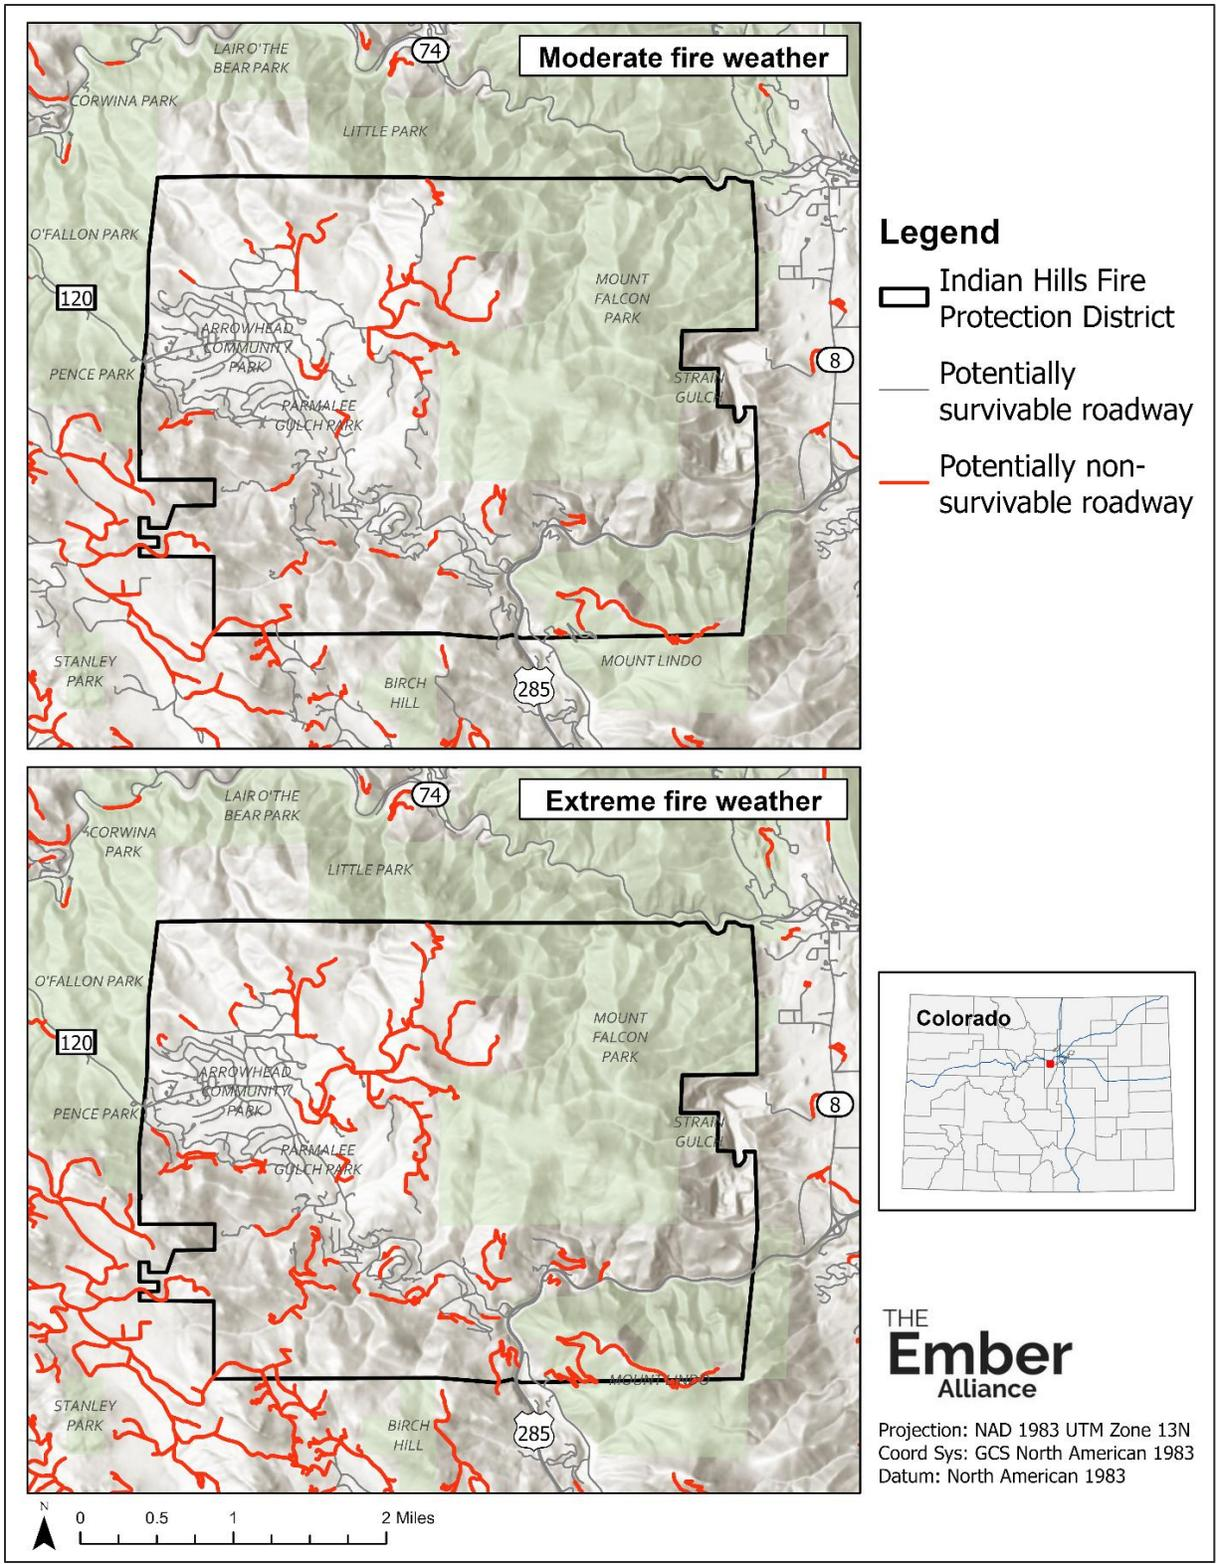 Moderate fire weather
LAIR O'THE
BEAR PARK
74
CORWINA PARK
LITTLE PARK
O'FALLON PARK
120
MOUNT
FALCON
PARK
ARROWHEAD
COMMUNITY
PARK
PENCE PARK
8
STRAIN
GULCH
PARMALEE
GULCH PARK
STANLEY
PARK
MOUNT LINDO
BIRCH
HILL
285
Legend
Indian Hills Fire
Protection District
Potentially
survivable roadway
Potentially non-
survivable roadway
Extreme fire weather
LAIR O'THE
BEAR PARK
74
CORWINA
PARK
LITTLE PARK
O'FALLON PARK
120
MOUNT
FALCON
PARK
ARROWHEAD
COMMUNITY
PARK
PENCE PARK
8
STRAIN
GULCH
PARMALEE
GULCH PARK
MOUNT LINDO
STANLEY
PARK
BIRCH
HILL
285
Colorado
THE
Ember
Alliance
Projection: NAD 1983 UTM Zone 13N
Coord Sys: GCS North American 1983
Datum: North American 1983
N
0 0.5 1 2 Miles